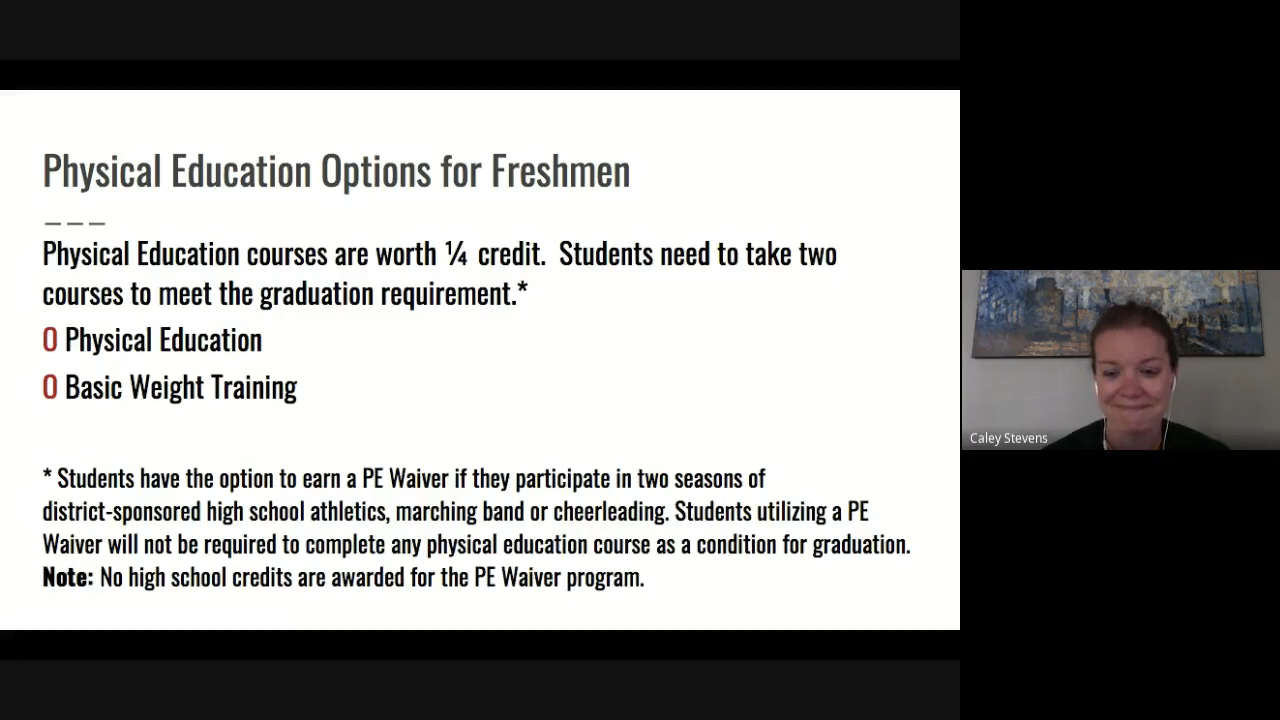 Physical Education Options for Freshmen
Physical Education courses are worth ¼ credit. Students need to take two
courses to meet the graduation requirement.*
O Physical Education
O Basic Weight Training
* Students have the option to earn a PE Waiver if they participate in two seasons of
district-sponsored high school athletics, marching band or cheerleading. Students utilizing a PE
Waiver will not be required to complete any physical education course as a condition for graduation.
Note: No high school credits are awarded for the PE Waiver program.
Caley Stevens